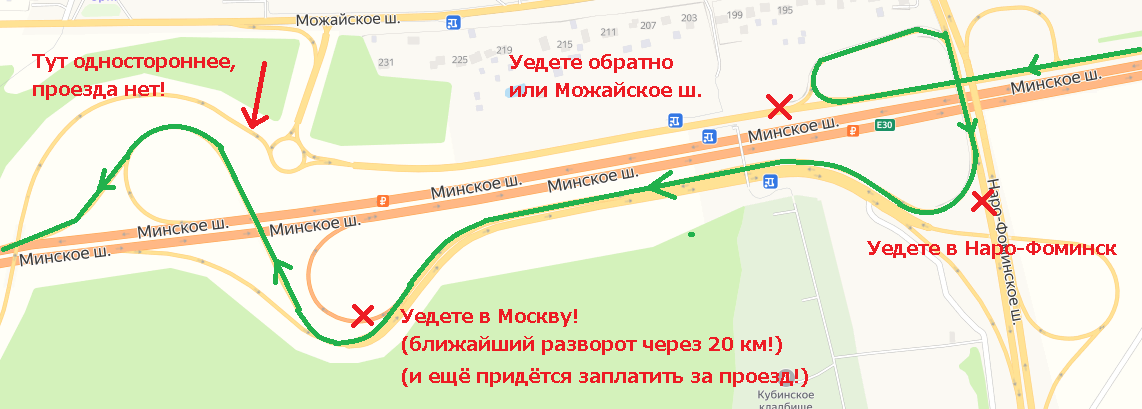 Можайское ш.
203
199
195
207
211
215
219
225
231
Тут одностороннее,
проезда нет!
Уедете обратно
или Можайское ш.
Минское ш.
E30
₽
Минское ш.
₽
Минское ш.
Минское ш.
Минское ш.
Минское ш.
Минское ш.
Наро-Фоминское ш.
Уедете в Наро-Фоминск
Уедете в Москву!
(ближайший разворот через 20 км!)
(и ещё придётся заплатить за проезд!)
Кубинское
кладбище